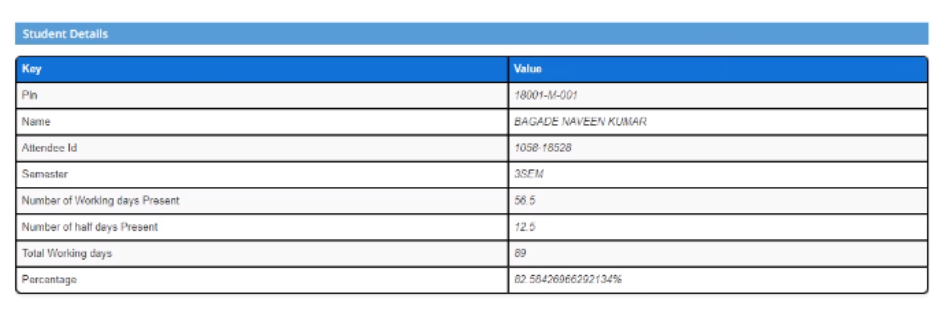 Student Details
Key Value
Pin 18001-M-001
Name BAGADE NAVEEN KUMAR
Attendee Id 1058-18528
Semester 3SEM
Number of Working days Present 56.5
Number of half days Present 12.5
Total Working days 89
Percentage 82.58426966292134%